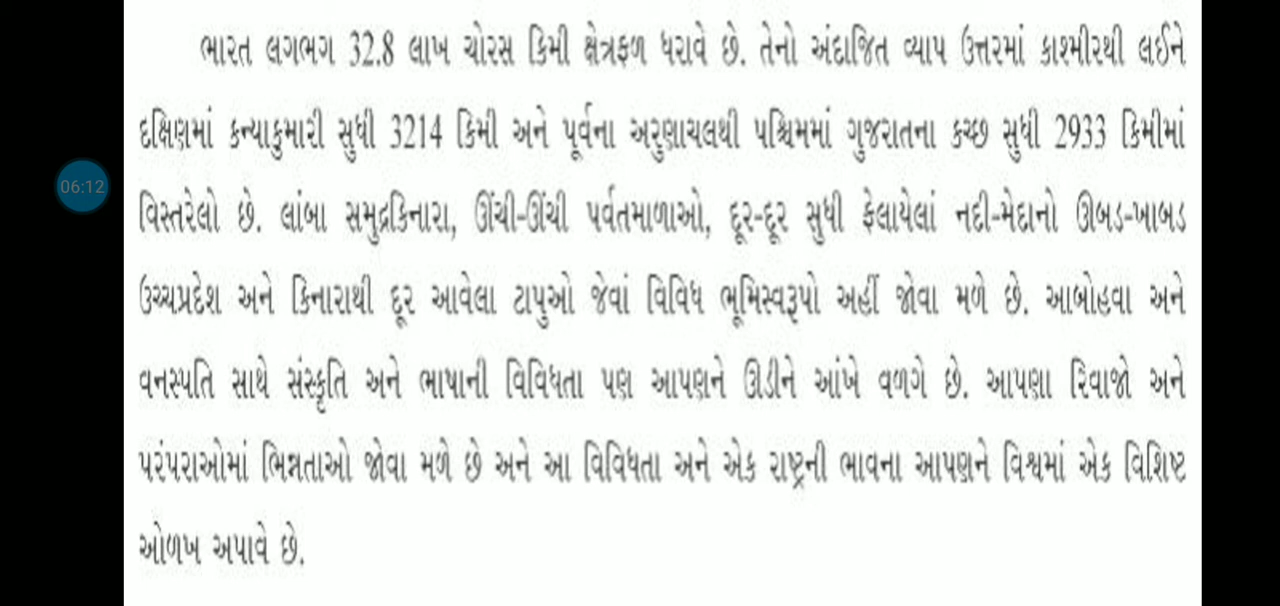 ભારત લગભગ 32.8 લાખ ચોરસ કિમી ક્ષેત્રફળ ધરાવે છે. તેનો અંદાજિત વ્યાપ ઉત્તરમાં કાશ્મીરથી લઈને
દક્ષિણમાં કન્યાકુમારી સુધી 3214 કિમી અને પૂર્વના અરુણાચલથી પશ્ચિમમાં ગુજરાતના કચ્છ સુધી 2933 કિમીમાં
06:12
વિસ્તરેલો છે. લાંબા સમુદ્રકિનારા, ઊંચી-ઊંચી પર્વતમાળાઓ, દૂર-દૂર સુધી ફેલાયેલાં નદી-મેદાનો ઊબડ-ખાબડ
ઉચ્ચપ્રદેશ અને કિનારાથી દૂર આવેલા ટાપુઓ જેવાં વિવિધ ભૂમિસ્વરૂપો અહીં જોવા મળે છે. આબોહવા અને
વનસ્પતિ સાથે સંસ્કૃતિ અને ભાષાની વિવિધતા પણ આપણને ઊડીને આંખે વળગે છે. આપણા રિવાજો અને
પરંપરાઓમાં ભિન્નતાઓ જોવા મળે છે અને આ વિવિધતા અને એક રાષ્ટ્રની ભાવના આપણને વિશ્વમાં એક વિશિષ્ટ
ઓળખ અપાવે છે.